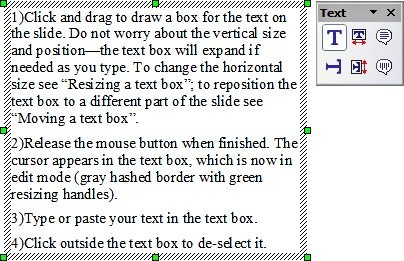 1)Click and drag to draw a box for the text on
the slide. Do not worry about the vertical size
and position—the text box will expand if
needed as you type. To change the horizontal
size see “Resizing a text box”; to reposition the
text box to a different part of the slide see
“Moving a text box”.
2)Release the mouse button when finished. The
cursor appears in the text box, which is now in
edit mode (gray hashed border with green
resizing handles).
3)Type or paste your text in the text box.
4)Click outside the text box to de-select it.
Text